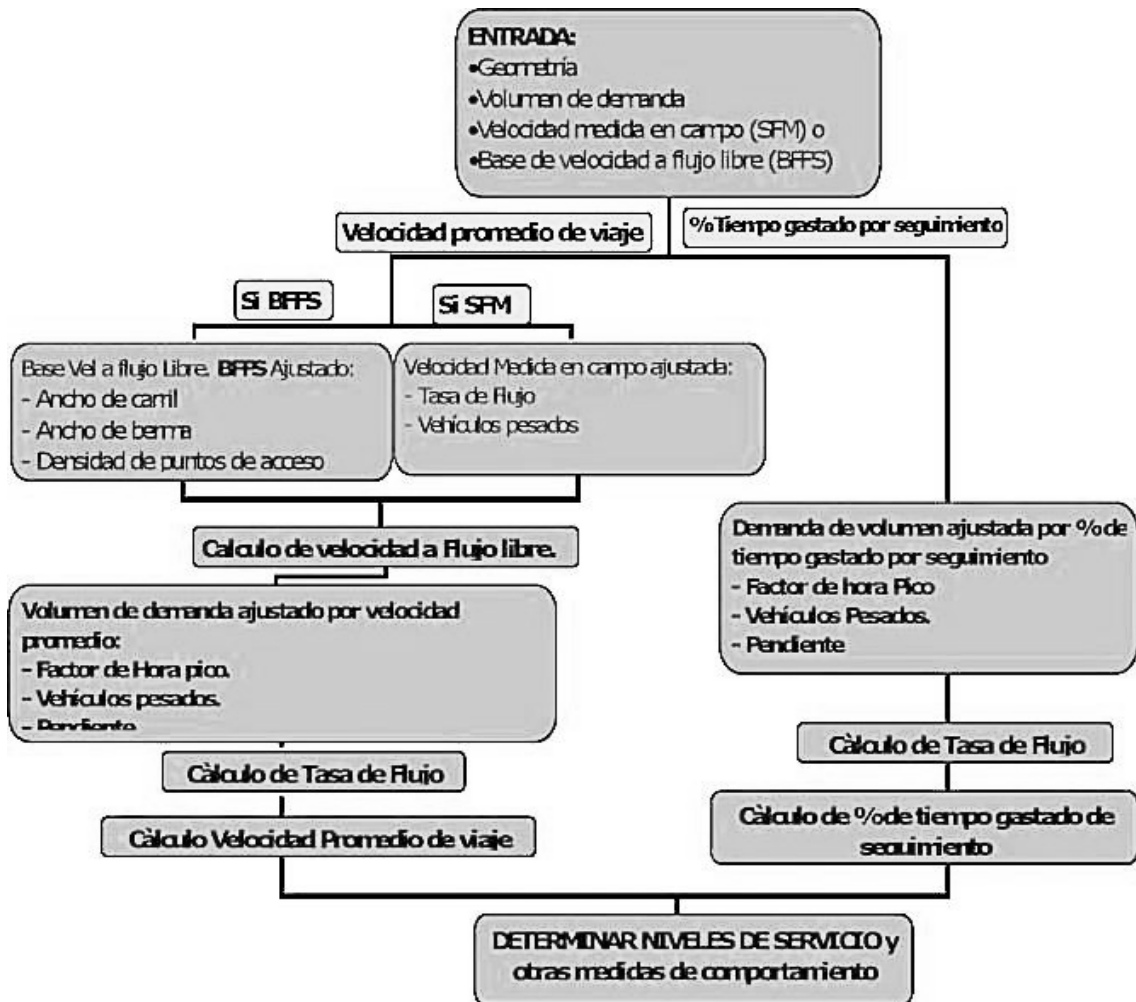 ENTRADA:
•Geometría
•Volumen de demanda
•Velocidad medida en campo (SFM) o
•Base de velocidad a flujo libre (BFFS)
Velocidad promedio de viaje
% Tiempo gastado por seguimiento
Si BFFS
Si SFM
Base Vel a flujo Libre. BFFS Ajustado:
- Ancho de carril
- Ancho de berma
- Densidad de puntos de acceso
Velocidad Medida en campo ajustada:
- Tasa de Flujo
- Vehículos pesados
Calculo de velocidad a Flujo libre.
Volumen de demanda ajustado por velocidad
promedio:
- Factor de Hora pico.
- Vehículos pesados.
- Pendiente
Càlculo de Tasa de Flujo
Càlculo Velocidad Promedio de viaje
Demanda de volumen ajustada por % de
tiempo gastado por seguimiento
- Factor de hora Pico
- Vehículos Pesados.
- Pendiente
Càlculo de Tasa de Flujo
Càlculo de % de tiempo gastado de
seguimiento
DETERMINAR NIVELES DE SERVICIO y
otras medidas de comportamiento